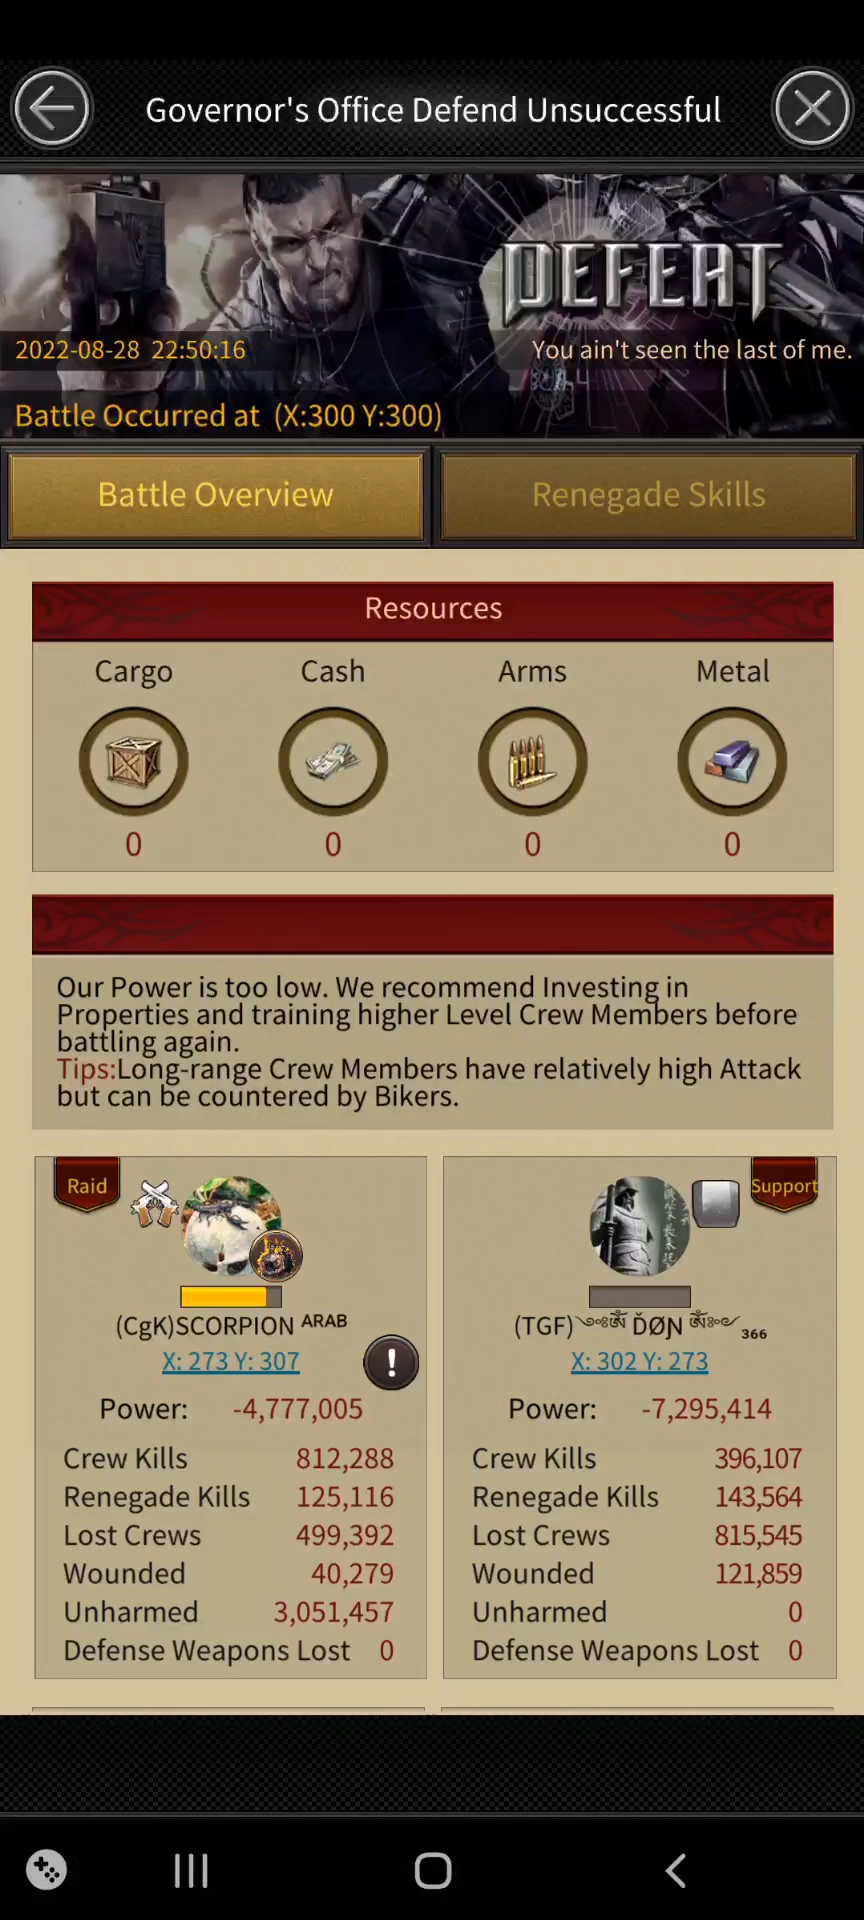 Governor's Office Defend Unsuccessful
DEFEAT
2022-08-28 22:50:16
You ain't seen the last of me.
Battle Occurred at (X:300 Y:300)
Battle Overview
Renegade Skills
Resources
Cargo Cash Arms Metal
0 0 0 0
Our Power is too low. We recommend Investing in
Properties and training higher Level Crew Members before
battling again.
Tips:Long-range Crew Members have relatively high Attack
but can be countered by Bikers.
Raid
(CgK)SCORPION ᴬᴿᴬᴮ
X: 273 Y: 307
Power: -4,777,005
Crew Kills 812,288
Renegade Kills 125,116
Lost Crews 499,392
Wounded 40,279
Unharmed 3,051,457
Defense Weapons Lost 0
Support
(TGF) ĎØƝ ₃₆₆
X: 302 Y: 273
Power: -7,295,414
Crew Kills 396,107
Renegade Kills 143,564
Lost Crews 815,545
Wounded 121,859
Unharmed 0
Defense Weapons Lost 0